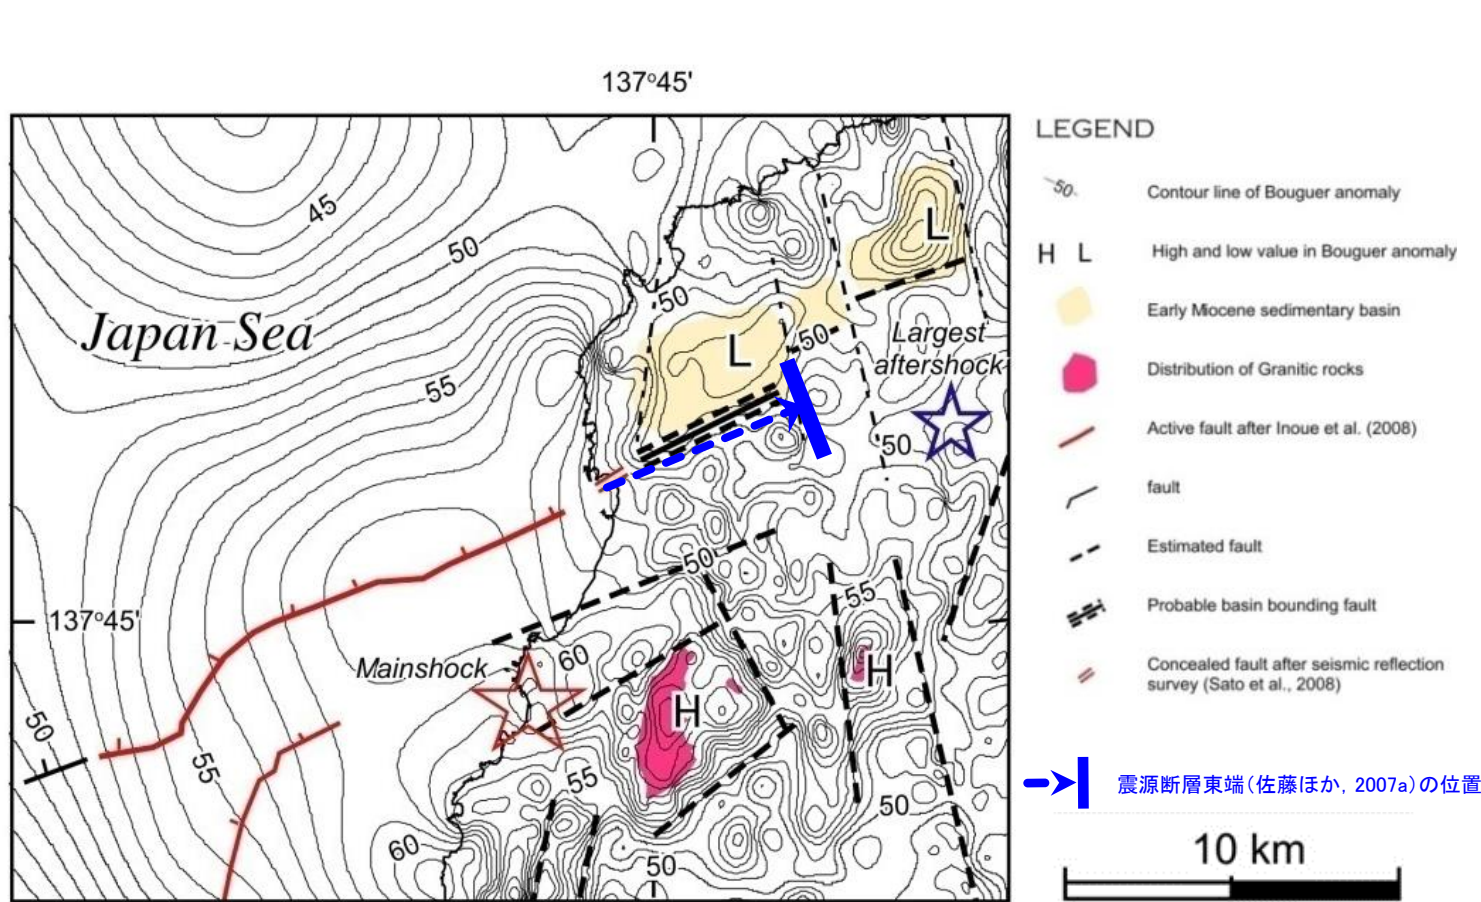 137°45'
45
50
50
Japan Sea
L
L
50
Largest
aftershock
55
50
50
137°45'
Mainshock
60
55
H
H
50
55
55
50
60
50
LEGEND
50
Contour line of Bouguer anomaly
H L
High and low value in Bouguer anomaly
Early Miocene sedimentary basin
Distribution of Granitic rocks
Active fault after Inoue et al. (2008)
fault
Estimated fault
Probable basin bounding fault
Concealed fault after seismic reflection
survey (Sato et al., 2008)
震源断層東端(佐藤ほか, 2007a)の位置
10 km